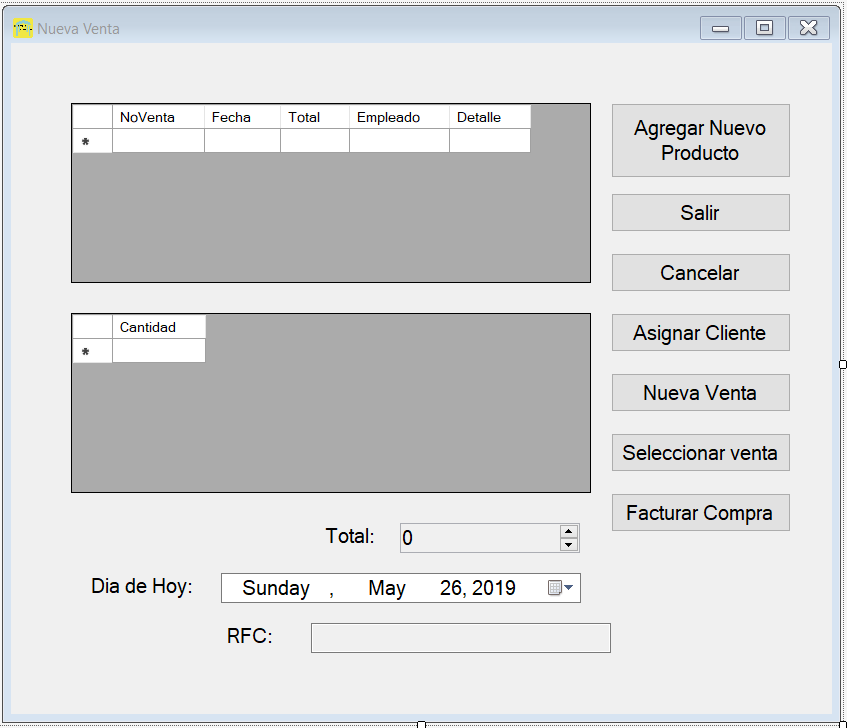 Nueva Venta
NoVenta Fecha Total Empleado Detalle
*
Agregar Nuevo
Producto
Salir
Cancelar
Cantidad
*
Asignar Cliente
Nueva Venta
Seleccionar venta
Facturar Compra
Total: 0
Dia de Hoy: Sunday , May 26, 2019
RFC: